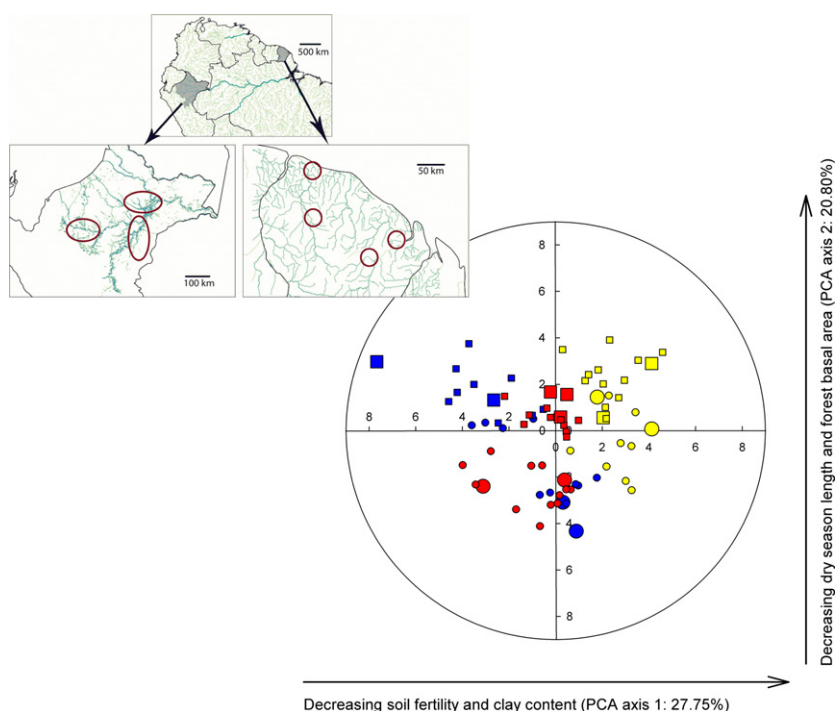 500 km
50 km
100 km
8
6
4
2
0
8 6 4 2 0 0 2 4 6 8
2
4
6
8
Decreasing dry season length and forest basal area (PCA axis 2: 20.80%)
Decreasing soil fertility and clay content (PCA axis 1: 27.75%)